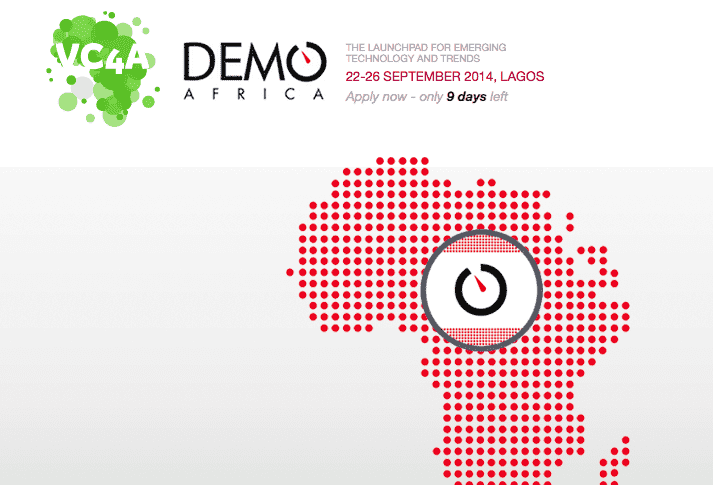 VC4A
DEMO
AFRICA
THE LAUNCHPAD FOR EMERGING
TECHNOLOGY AND TRENDS
22-26 SEPTEMBER 2014, LAGOS
Apply now - only 9 days left